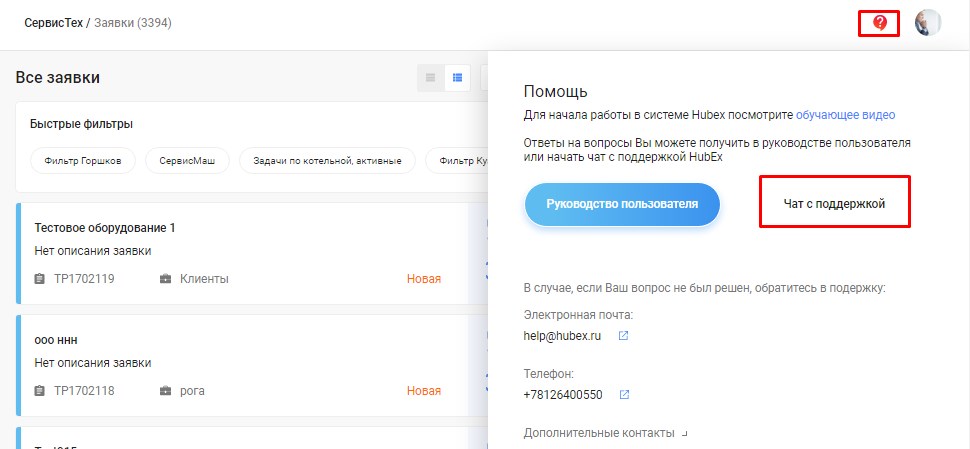 СервисТех / Заявки (3394)
Все заявки
Быстрые фильтры
Фильтр Горшков
СервисМаш
Задачи по котельной, активные
Фильтр Ку
Тестовое оборудование 1
Нет описания заявки
TP1702119
Клиенты
Новая
ооо ннн
Нет описания заявки
TP1702118
рога
Новая
Помощь
Для начала работы в системе Hubex посмотрите обучающее видео
Ответы на вопросы Вы можете получить в руководстве пользователя
или начать чат с поддержкой HubEx
Руководство пользователя
Чат с поддержкой
В случае, если Ваш вопрос не был решен, обратитесь в подержку:
Электронная почта:
help@hubex.ru
Телефон:
+78126400550
Дополнительные контакты